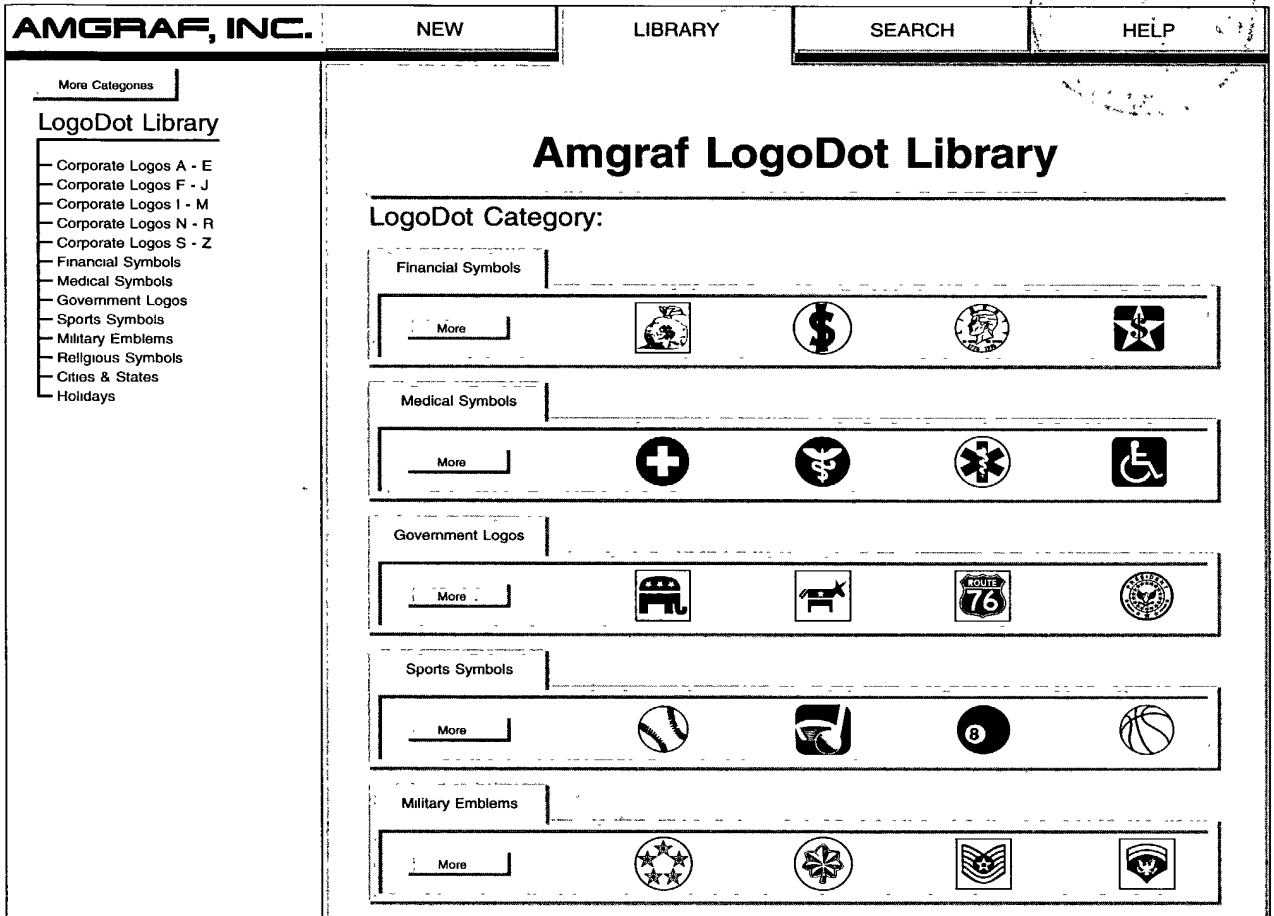 AMGRAF, INC.
NEW
LIBRARY
SEARCH
HELP
More Categories
LogoDot Library
Corporate Logos A - E
Corporate Logos F - J
Corporate Logos I - M
Corporate Logos N - R
Corporate Logos S - Z
Financial Symbols
Medical Symbols
Government Logos
Sports Symbols
Military Emblems
Religious Symbols
Cities & States
Holidays
Amgraf LogoDot Library
LogoDot Category:
Financial Symbols
More
$
$
Medical Symbols
More
Government Logos
More
ROUTE
76
PRESIDENT
Sports Symbols
More
8
Military Emblems
More